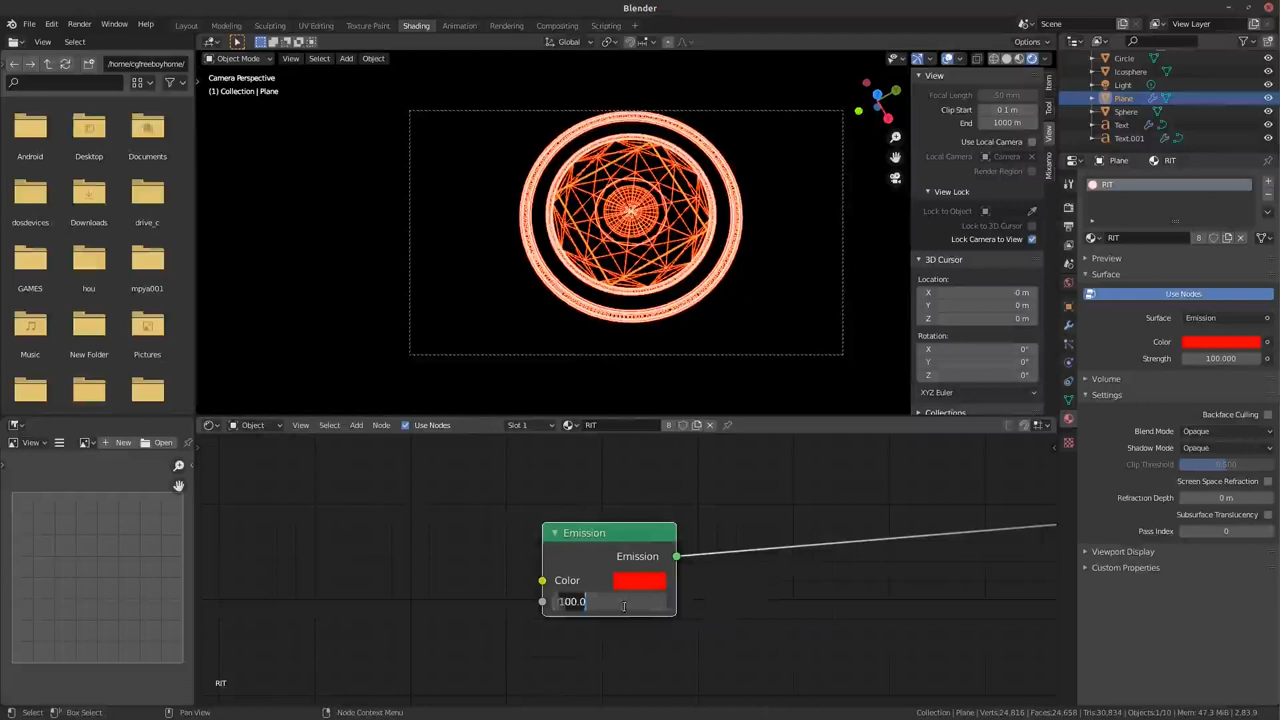 Blender
File Edit Render Window Help
Layout Modeling Sculpting UV Editing Texture Paint Shading Animation Rendering Compositing Scripting
Scene View Layer
View Select
Global
Options
/home/cgfreeboyhome/
Object Mode View Select Add Object
Android Desktop Documents
dosdevices Downloads drive_c
GAMES hou mpya001
Music New Folder Pictures
Camera Perspective
(1) Collection | Plane
View
Focal Length 50 mm
Clip Start 0.1 m
End 1000 m
Use Local Camera
Local Camera Camera
Render Region
View Lock
Lock to Object
Lock to 3D Cursor
Lock Camera to View
3D Cursor
Location:
X -0 m
Y 0 m
Z 0 m
Rotation:
X 0°
Y 0°
Z 0°
XYZ Euler
Collections
Item
Tool
View
Mixamo
Circle
Icosphere
Light
Plane
Sphere
Text
Text.001
Plane RIT
RIT
RIT 8
Preview
Surface
Use Nodes
Surface Emission
Color
Strength 100.000
Volume
Settings
Backface Culling
Blend Mode Opaque
Shadow Mode Opaque
Clip Threshold 0.500
Screen Space Refraction
Refraction Depth 0 m
Subsurface Translucency
Pass Index 0
Viewport Display
Custom Properties
View New Open
Object View Select Add Node Use Nodes Slot 1 RIT 8
Emission
Emission
Color
100.0
RIT
Select Box Select Pan View Node Context Menu
Collection | Plane | Verts:24,816 | Faces:24,658 | Tris:30,834 | Objects:1/10 | Mem: 47.3 MiB | 2.83.9